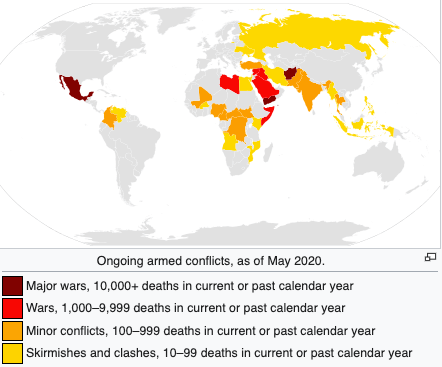 Ongoing armed conflicts, as of May 2020.
Major wars, 10,000+ deaths in current or past calendar year
Wars, 1,000–9,999 deaths in current or past calendar year
Minor conflicts, 100–999 deaths in current or past calendar year
Skirmishes and clashes, 10–99 deaths in current or past calendar year